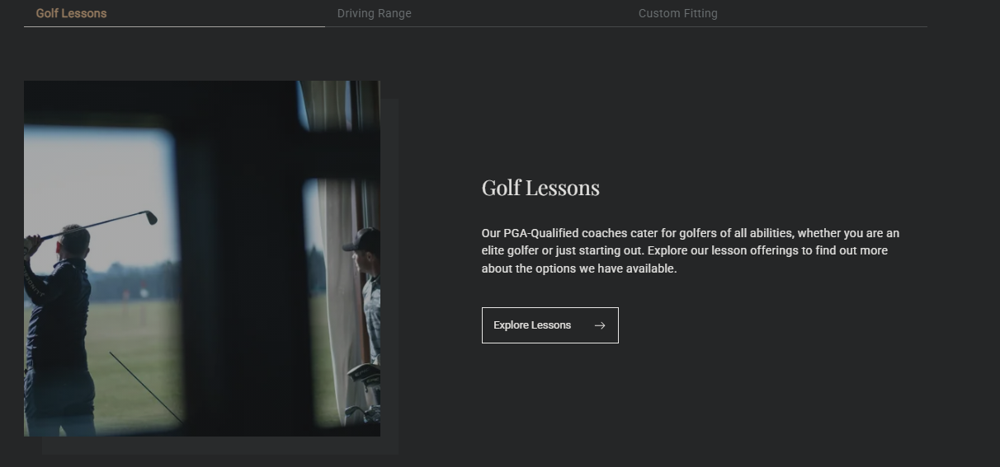 Golf Lessons
Driving Range
Custom Fitting
Golf Lessons
Our PGA-Qualified coaches cater for golfers of all abilities, whether you are an
elite golfer or just starting out. Explore our lesson offerings to find out more
about the options we have available.
Explore Lessons →